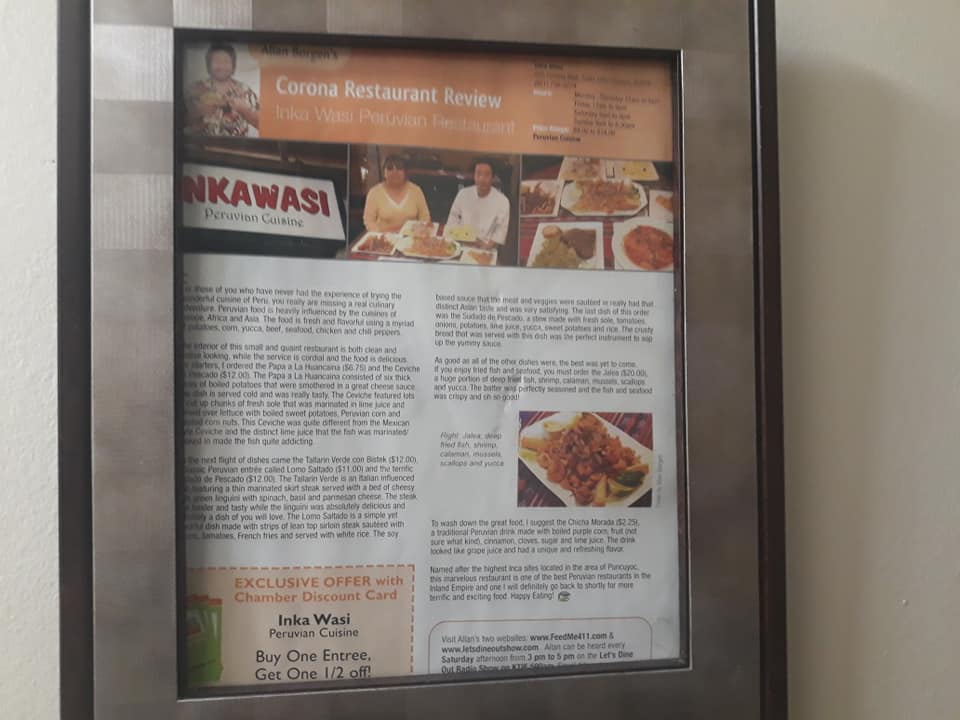 Allan Borgen's
Corona Restaurant Review
Inka Wasi Peruvian Restaurant
Peruvian Cuisine
NKAWASI
Peruvian Cuisine
those of you who have never had the experience of trying the
cuisine of Peru, you really are missing a real culinary
Peruvian food is heavily influenced by the cuisines of
Africa and Asia. The food is fresh and flavorful using a myriad
potatoes, corn, yucca, beef, seafood, chicken and chili peppers.
interior of this small and quaint restaurant is both clean and
looking, while the service is cordial and the food is delicious.
starters, I ordered the Papa a La Huancaina ($6.75) and the Ceviche
($12.00). The Papa a La Huancaina consisted of six thick
of boiled potatoes that were smothered in a great cheese sauce.
dish is served cold and was really tasty. The Ceviche featured lots
cut up chunks of fresh sole that was marinated in lime juice and
over lettuce with boiled sweet potatoes, Peruvian corn and
corn nuts. This Ceviche was quite different from the Mexican
Ceviche and the distinct lime juice that the fish was marinated/
in made the fish quite addicting.
the next flight of dishes came the Tallarin Verde con Bistek ($12.00),
Peruvian entrée called Lomo Saltado ($11.00) and the terrific
de Pescado ($12.00). The Tallarin Verde is an Italian influenced
featuring a thin marinated skirt steak served with a bed of cheesy
green linguini with spinach, basil and parmesan cheese. The steak
tender and tasty while the linguini was absolutely delicious and
a dish of you will love. The Lomo Saltado is a simple yet
dish made with strips of lean top sirloin steak sauteed with
tomatoes, French fries and served with white rice. The soy
based sauce that the meat and veggies were sautéed in really had that
distinct Asian taste and was very satisfying. The last dish of this order
was the Sudado de Pescado, a stew made with fresh sole, tomatoes,
onions, potatoes, lime juice, yucca, sweet potatoes and rice. The crusty
bread that was served with this dish was the perfect instrument to sop
up the yummy sauce.
As good as all of the other dishes were, the best was yet to come.
If you enjoy fried fish and seafood, you must order the Jalea ($20.00),
a huge portion of deep fried fish, shrimp, calamari, mussels, scallops
and yucca. The batter was perfectly seasoned and the fish and seafood
was crispy and oh so good!
Right: Jalea; deep
fried fish, shrimp,
calamari, mussels,
scallops and yucca
To wash down the great food, I suggest the Chicha Morada ($2.25),
a traditional Peruvian drink made with boiled purple corn, fruit (not
sure what kind), cinnamon, cloves, sugar and lime juice. The drink
looked like grape juice and had a unique and refreshing flavor.
Named after the highest Inca sites located in the area of Puncuyoc,
this marvelous restaurant is one of the best Peruvian restaurants in the
Inland Empire and one I will definitely go back to shortly for more
terrific and exciting food. Happy Eating!
EXCLUSIVE OFFER with
Chamber Discount Card
Inka Wasi
Peruvian Cuisine
Buy One Entree,
Get One 1/2 off!
Visit Allan's two websites: www.FeedMe411.com &
www.letsdineoutshow.com. Allan can be heard every
Saturday afternoon from 3 pm to 5 pm on the Let's Dine
Out Radio Show on